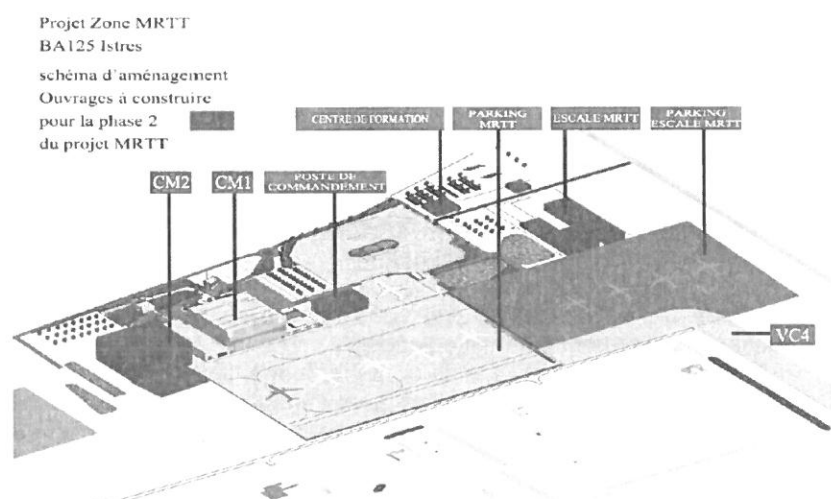 Projet Zone MRTT
BA125 Istres
schéma d'aménagement
Ouvrages à construire
pour la phase 2
du projet MRTT
CENTRE DE FORMATION
PARKING
MRTT
ESCALE MRTT
PARKING
ESCALE MRTT
CM2
CM1
POSTE DE
COMMANDEMENT
VC4